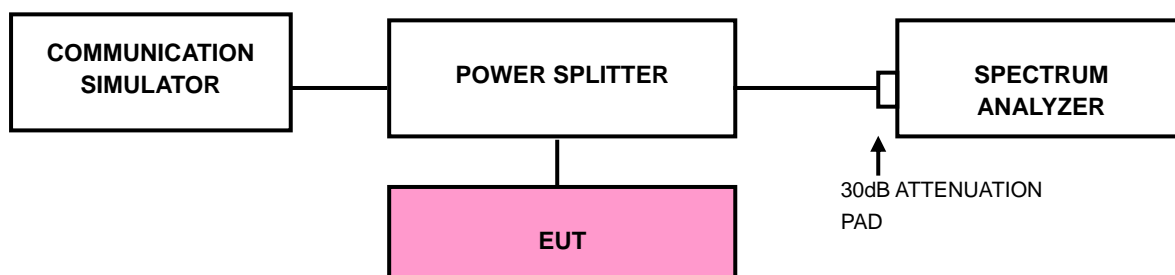 COMMUNICATION
SIMULATOR
POWER SPLITTER
SPECTRUM
ANALYZER
30dB ATTENUATION
PAD
EUT